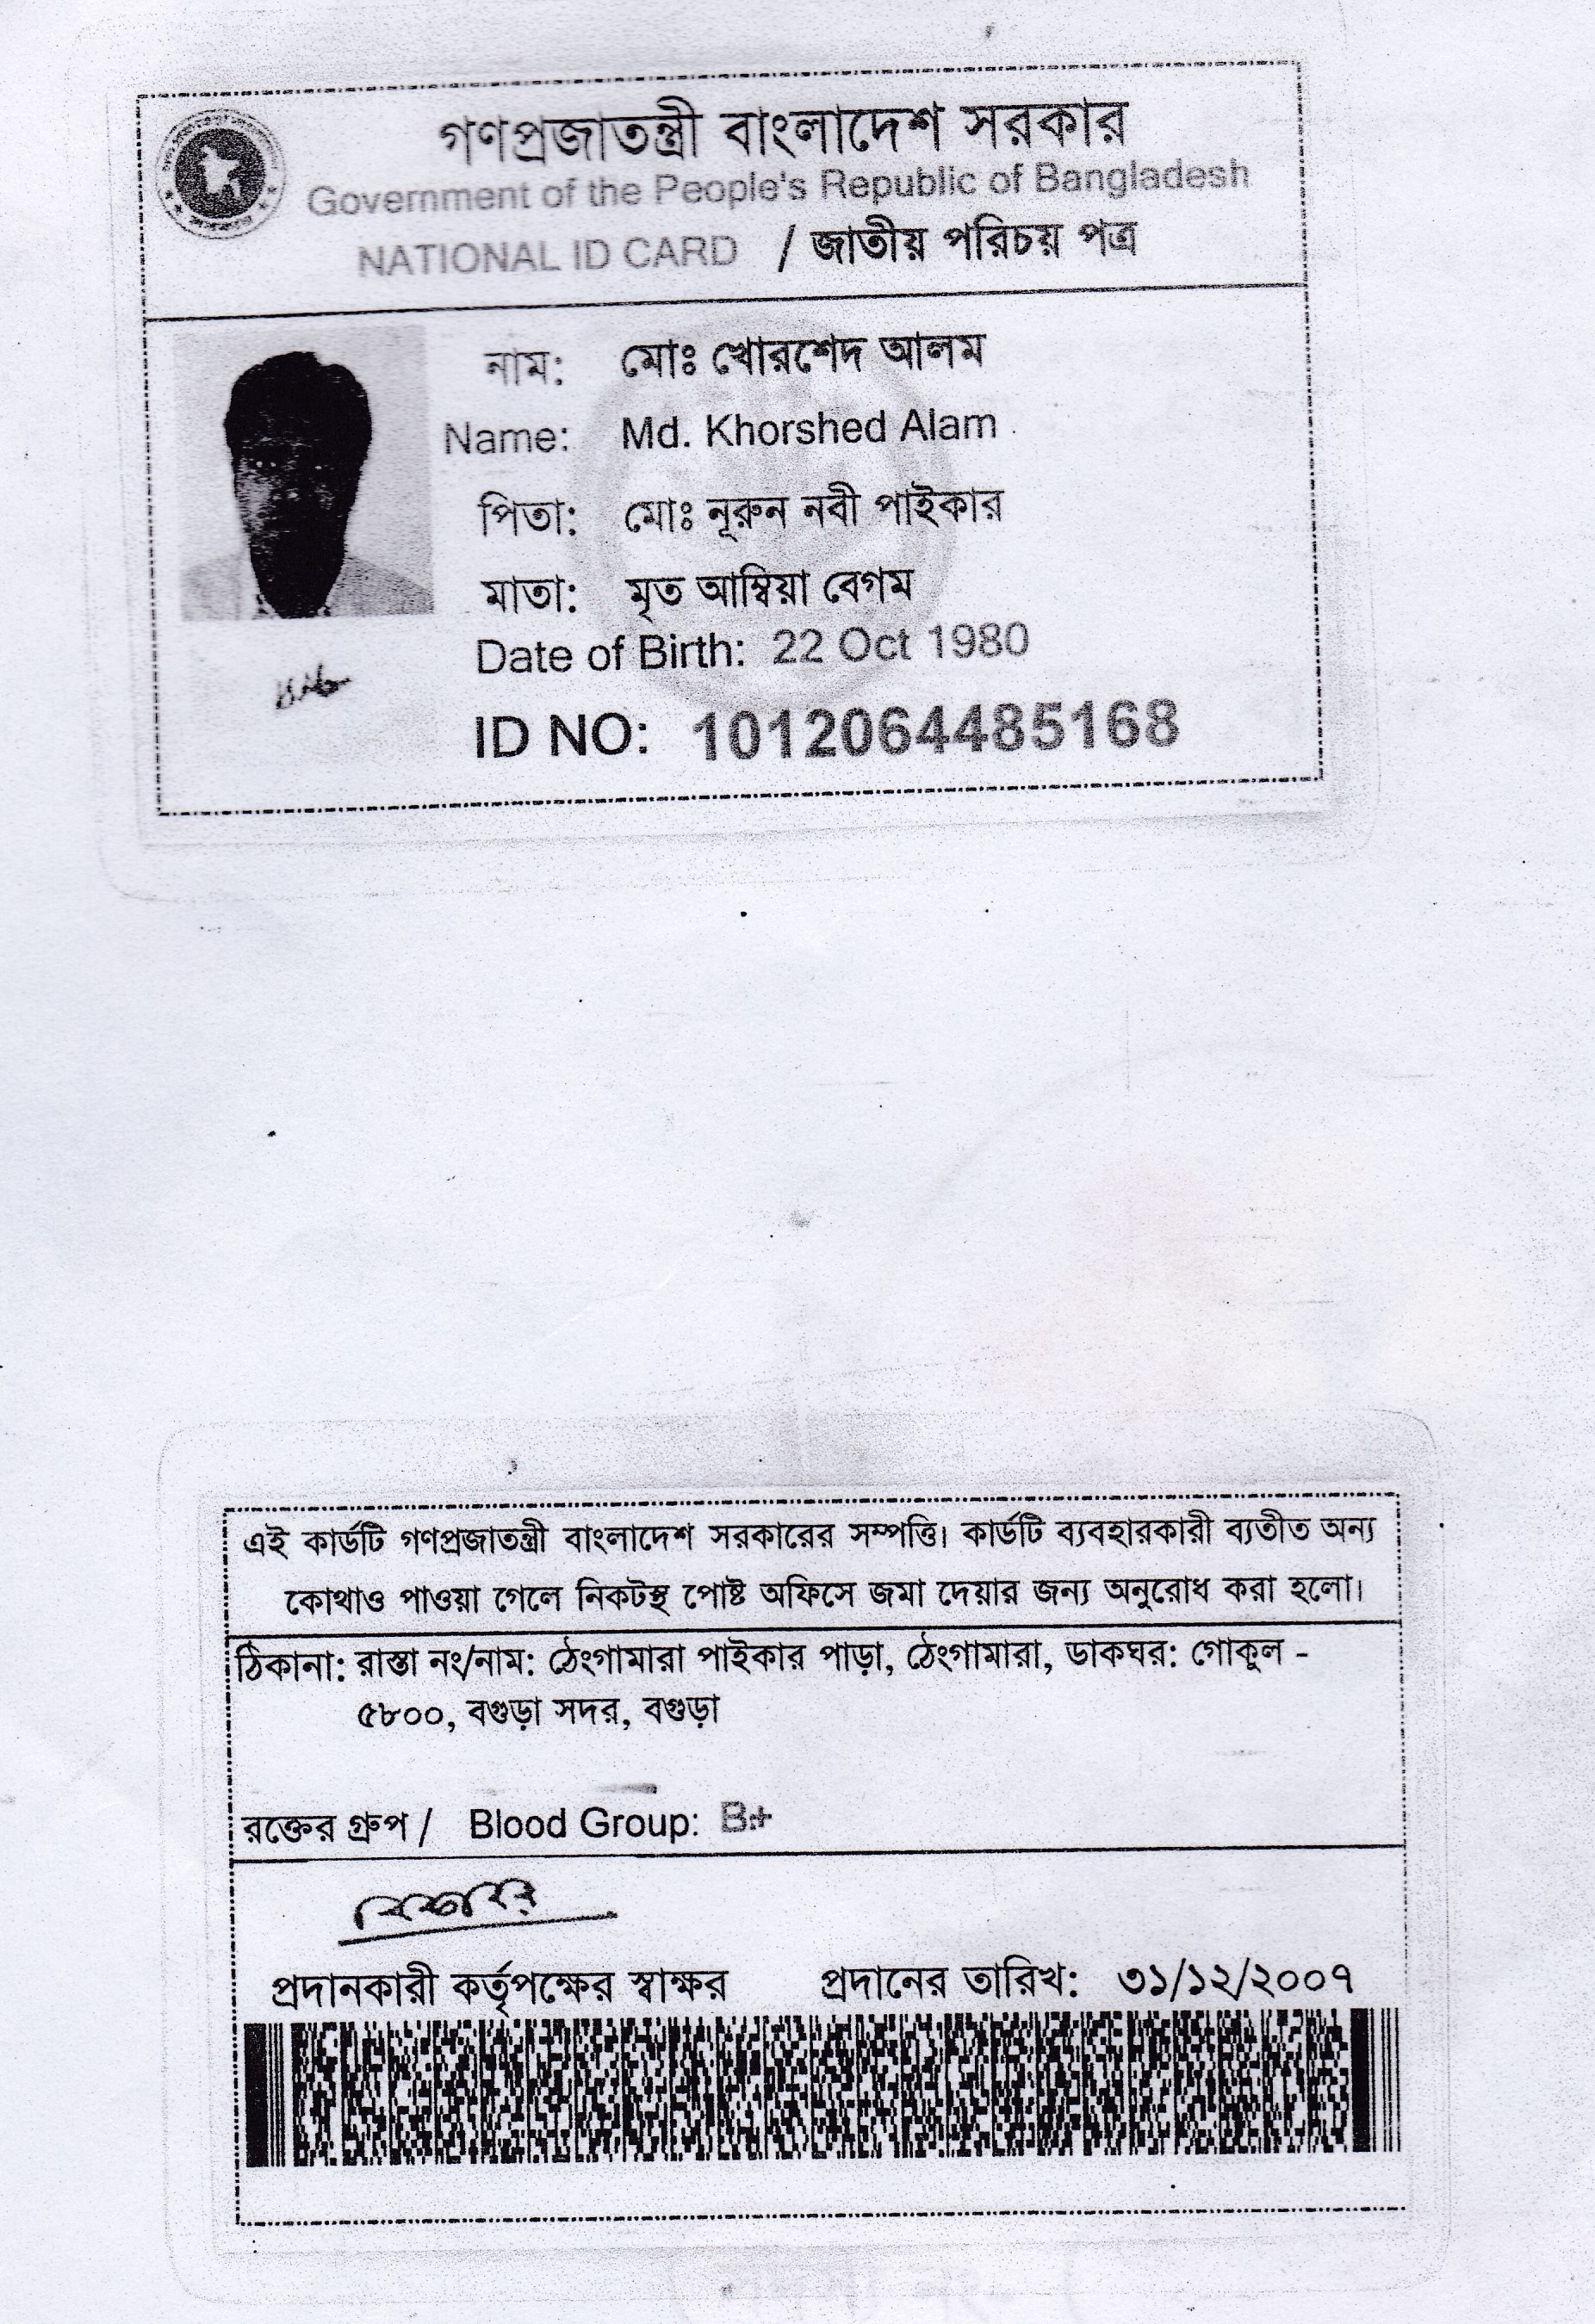 গণপ্রজাতন্ত্রী বাংলাদেশ সরকার
Government of the People's Republic of Bangladesh
NATIONAL ID CARD / জাতীয় পরিচয় পত্র
নাম: মোঃ খোরশেদ আলম
Name: Md. Khorshed Alam
পিতা: মোঃ নূরুন নবী পাইকার
মাতা: মৃত আম্বিয়া বেগম
Date of Birth: 22 Oct 1980
ID NO: 1012064485168
এই কার্ডটি গণপ্রজাতন্ত্রী বাংলাদেশ সরকারের সম্পত্তি। কার্ডটি ব্যবহারকারী ব্যতীত অন্য
কোথাও পাওয়া গেলে নিকটস্থ পোষ্ট অফিসে জমা দেয়ার জন্য অনুরোধ করা হলো।
ঠিকানা: রাস্তা নং/নাম: ঠেংগামারা পাইকার পাড়া, ঠেংগামারা, ডাকঘর: গোকুল -
৫৮০০, বগুড়া সদর, বগুড়া
রক্তের গ্রুপ / Blood Group: B+
প্রদানকারী কর্তৃপক্ষের স্বাক্ষর প্রদানের তারিখ: ৩১/১২/২০০৭